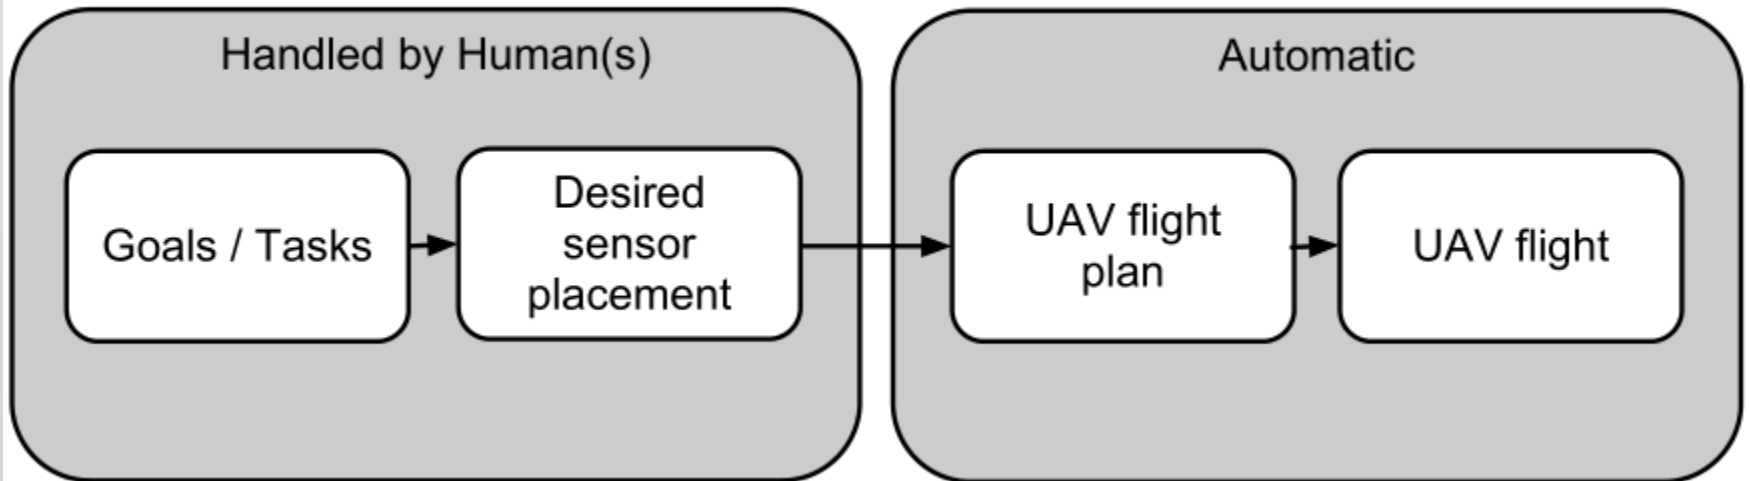 Handled by Human(s)
Automatic
Goals / Tasks
Desired
sensor
placement
UAV flight
plan
UAV flight